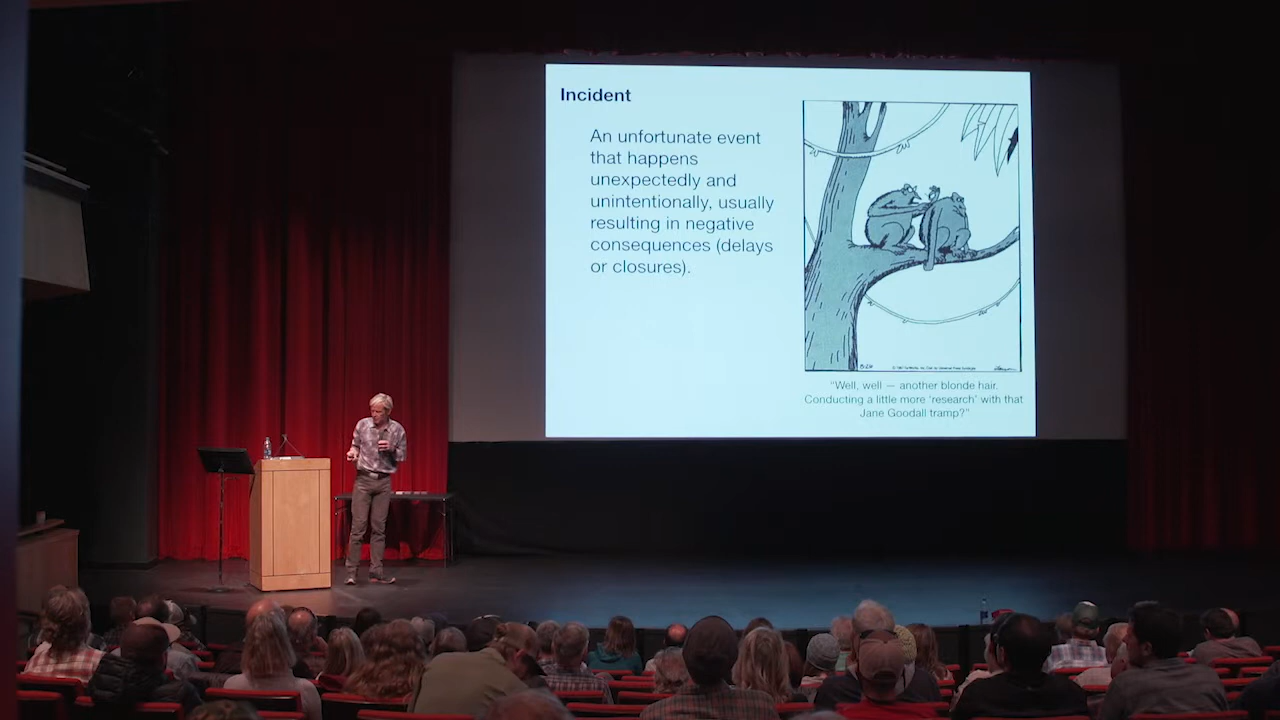 Incident
An unfortunate event
that happens
unexpectedly and
unintentionally, usually
resulting in negative
consequences (delays
or closures).
"Well, well — another blonde hair.
Conducting a little more 'research' with that
Jane Goodall tramp?"